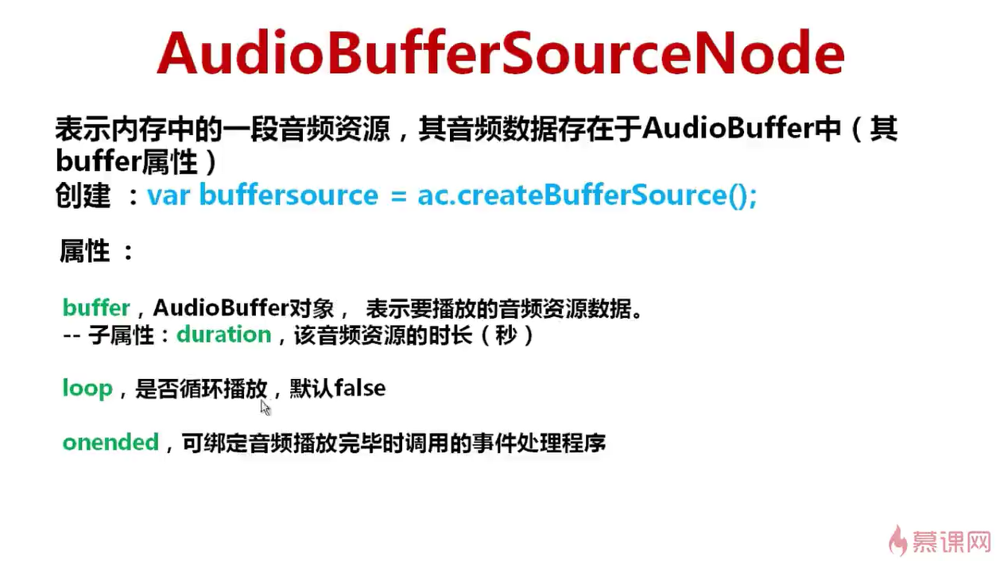 AudioBufferSourceNode
表示内存中的一段音频资源，其音频数据存在于AudioBuffer中（其
buffer属性）
创建 ：var buffersource = ac.createBufferSource();
属性 ：
buffer，AudioBuffer对象， 表示要播放的音频资源数据。
-- 子属性：duration，该音频资源的时长（秒）
loop，是否循环播放，默认false
onended，可绑定音频播放完毕时调用的事件处理程序
慕课网